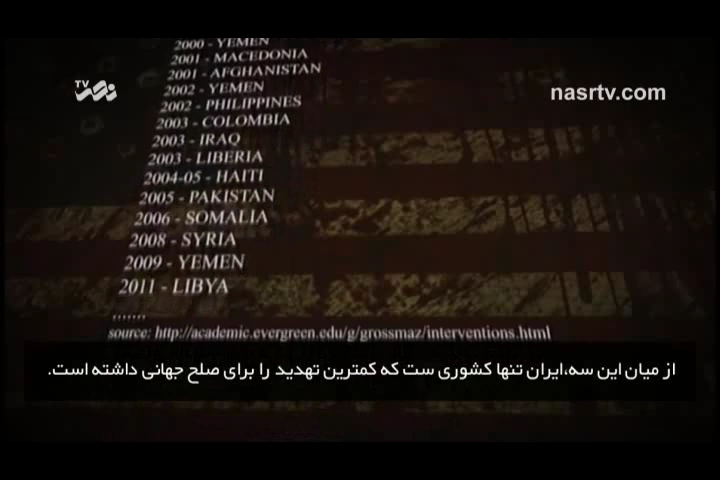 2000 - YEMEN
2001 - MACEDONIA
2001 - AFGHANISTAN
TV نصر
nasrtv.com
2002 - YEMEN
2002 - PHILIPPINES
2003 - COLOMBIA
2003 - IRAQ
2003 - LIBERIA
2004-05 - HAITI
2005 - PAKISTAN
2006 - SOMALIA
2008 - SYRIA
2009 - YEMEN
2011 - LIBYA
.......
source: http://academic.evergreen.edu/g/grossmaz/interventions.html
از میان این سه،ایران تنها کشوری ست که کمترین تهدید را برای صلح جهانی داشته است.